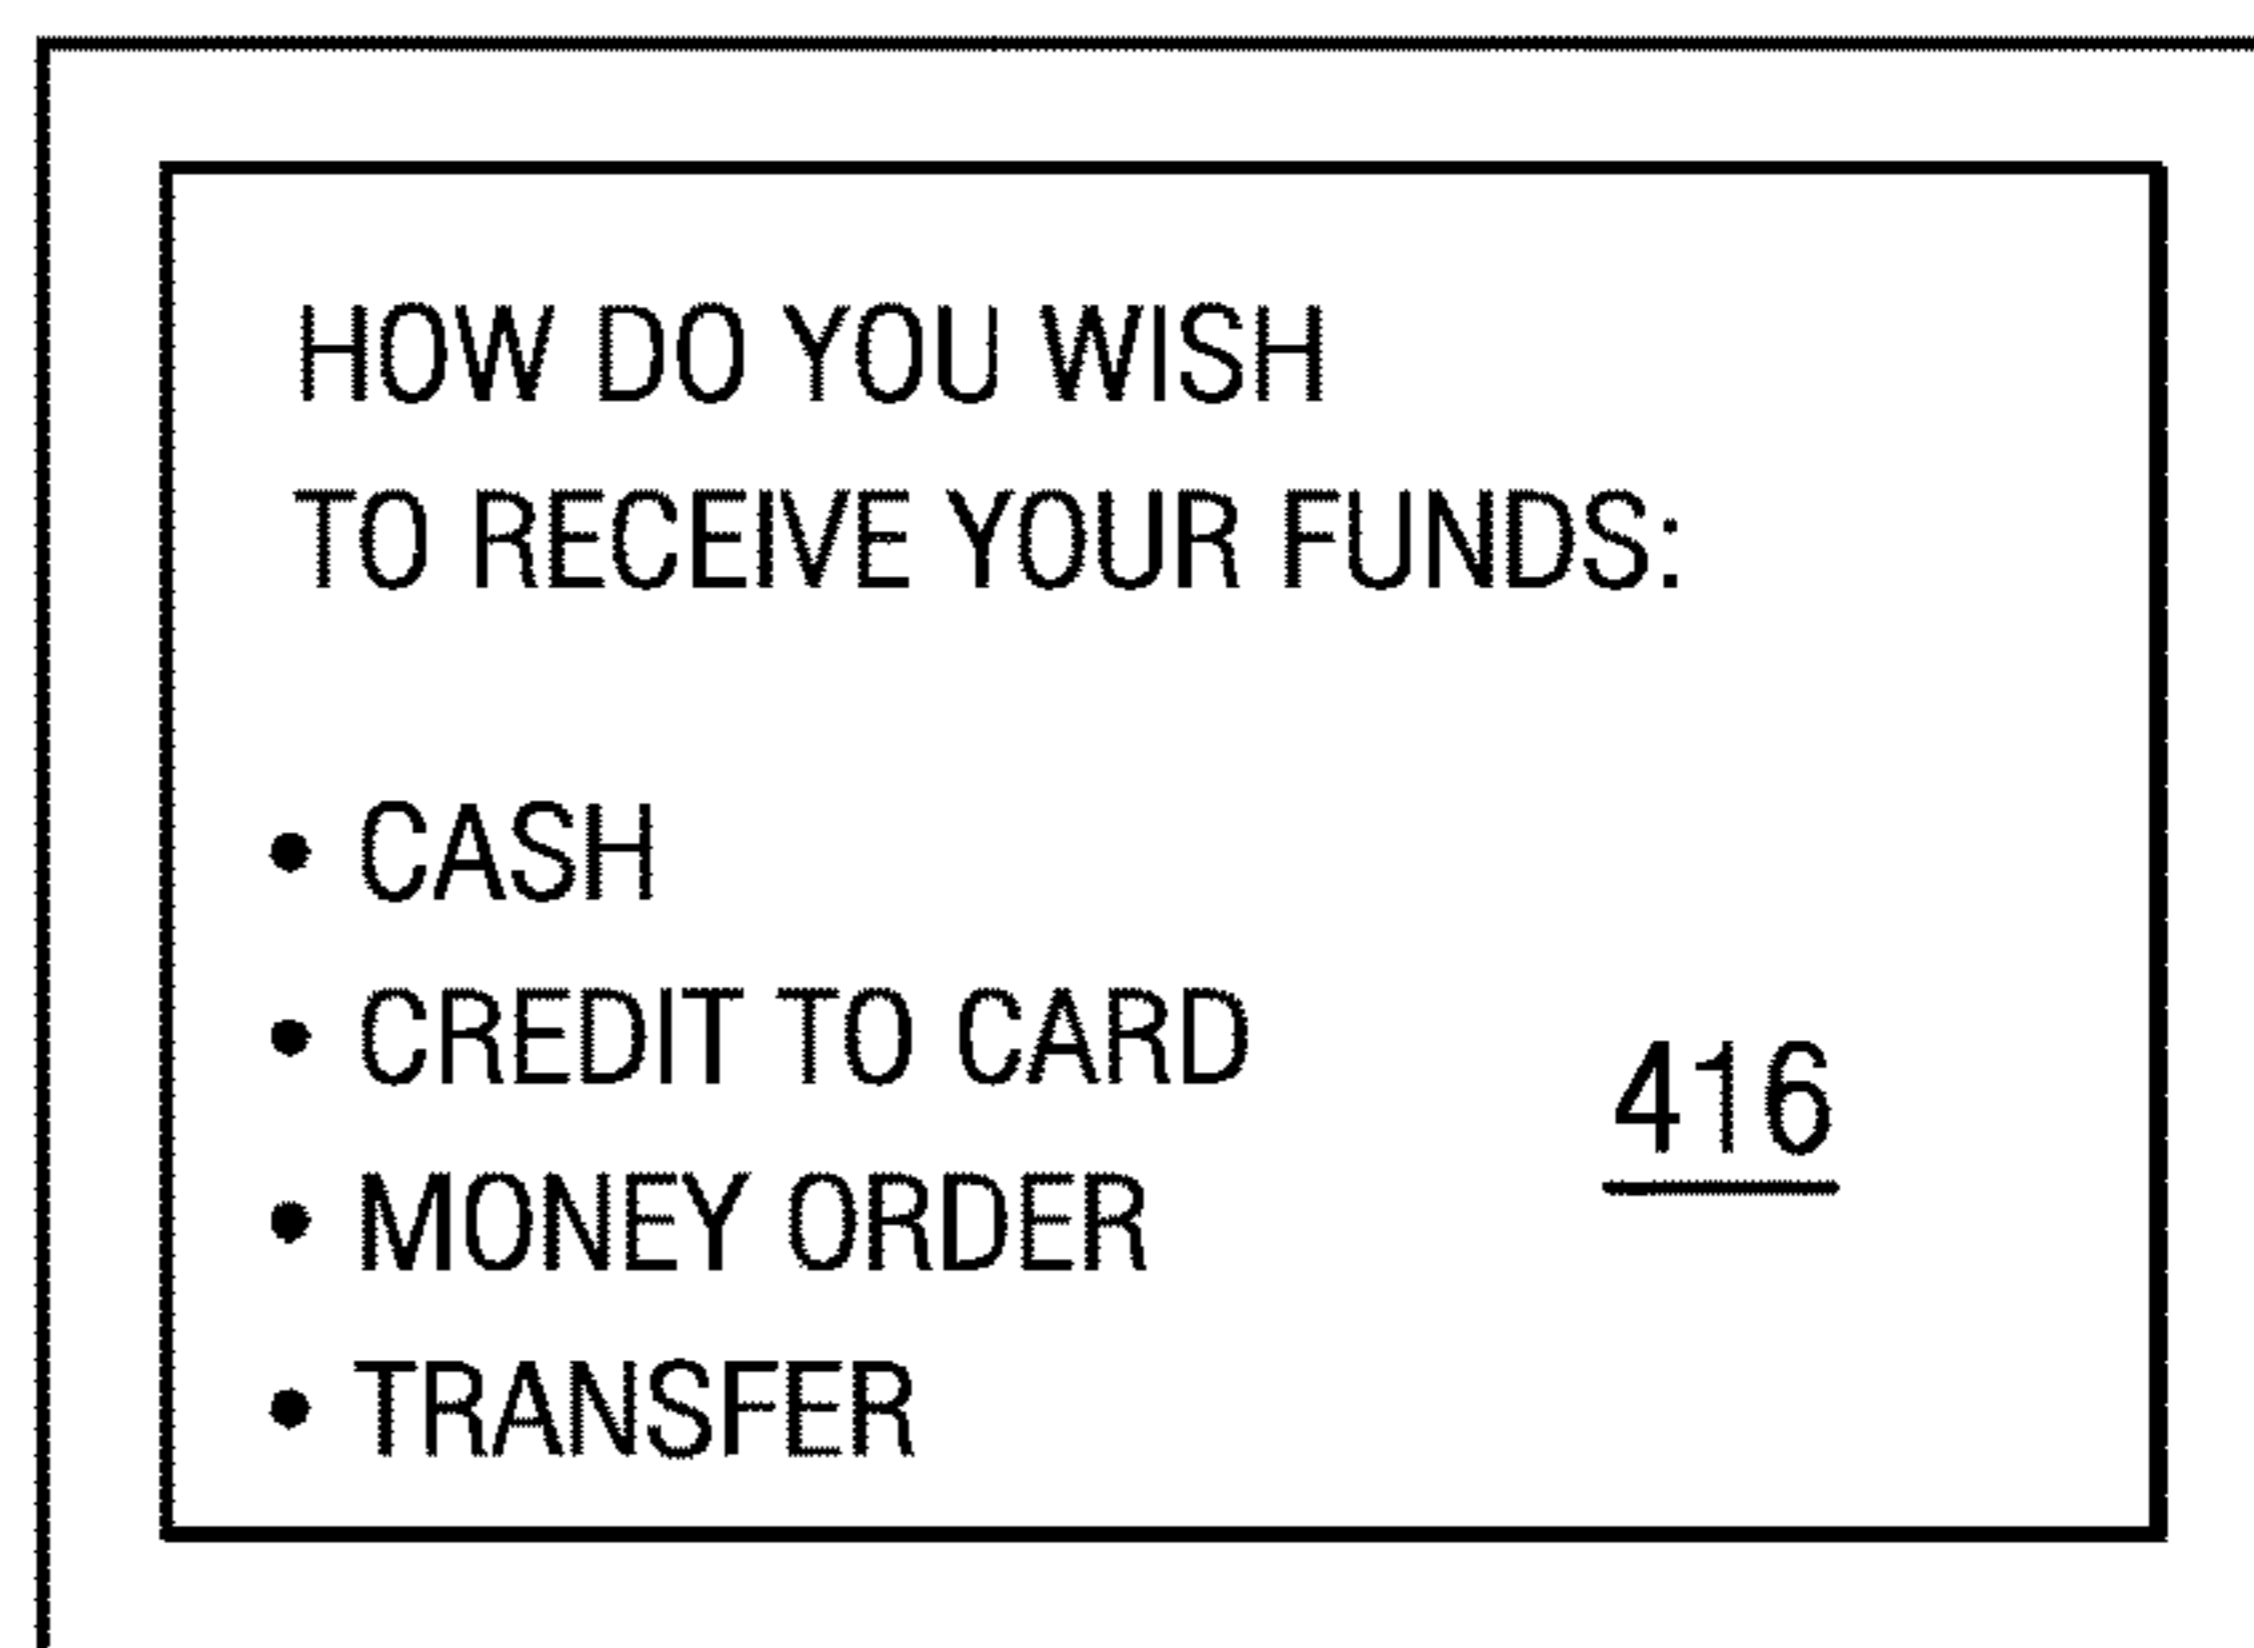 HOW DO YOU WISH
TO RECEIVE YOUR FUNDS:
• CASH
• CREDIT TO CARD
• MONEY ORDER
• TRANSFER
416